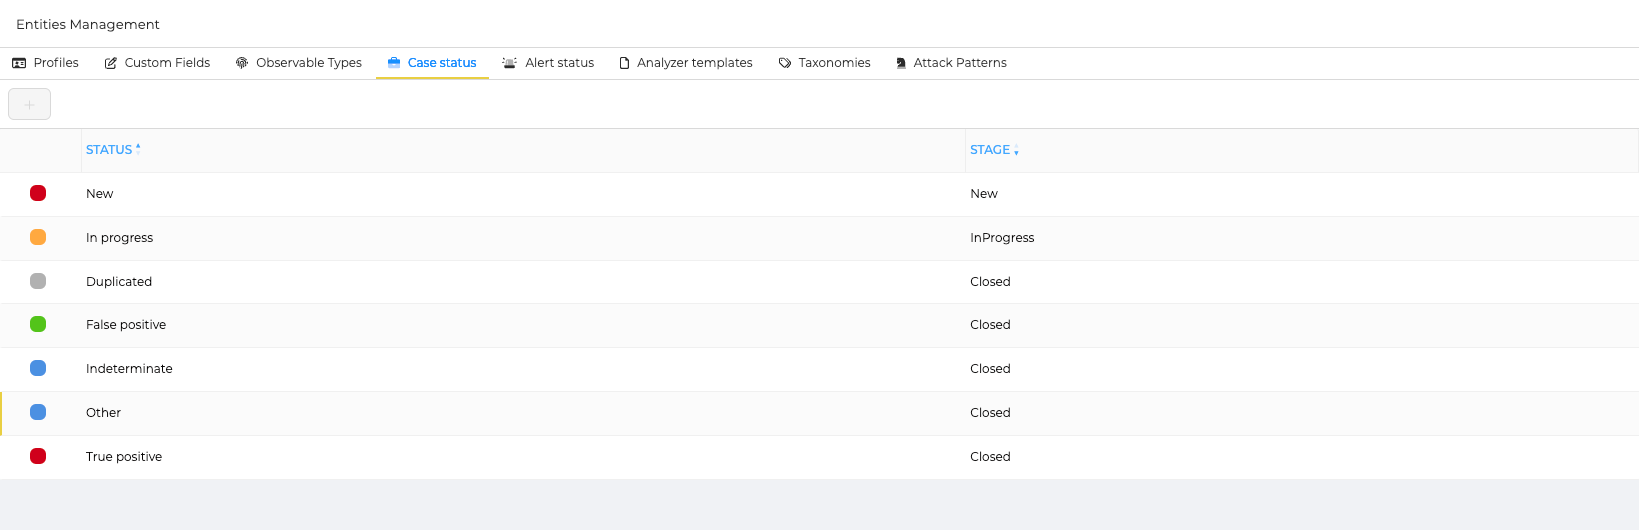 Entities Management
Profiles Custom Fields Observable Types Case status Alert status Analyzer templates Taxonomies Attack Patterns
+
STATUS STAGE
New New
In progress InProgress
Duplicated Closed
False positive Closed
Indeterminate Closed
Other Closed
True positive Closed